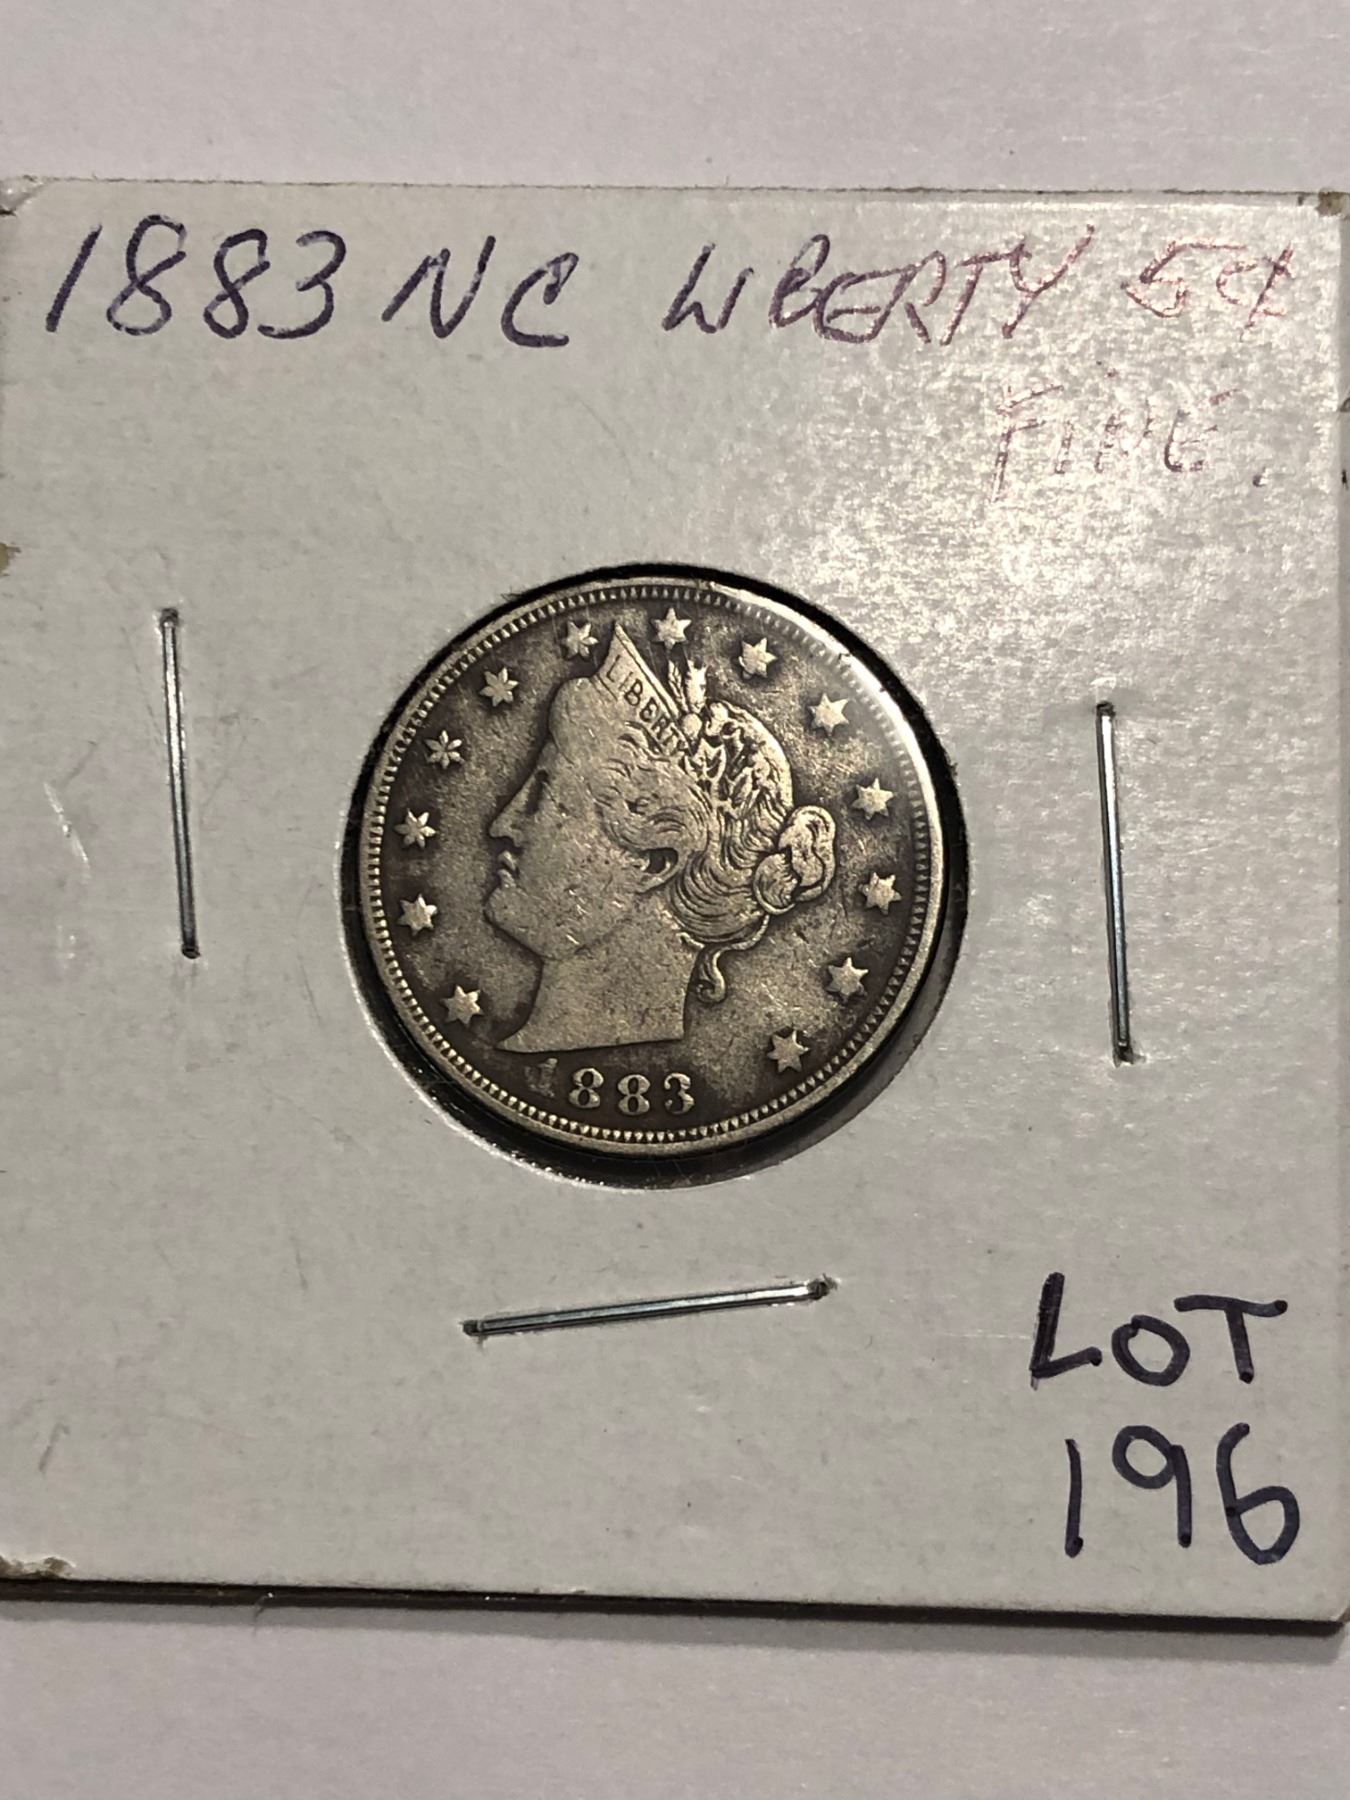 1883 NC LIBERTY 5¢
FINE.
LIBERTY
1883
LOT
196